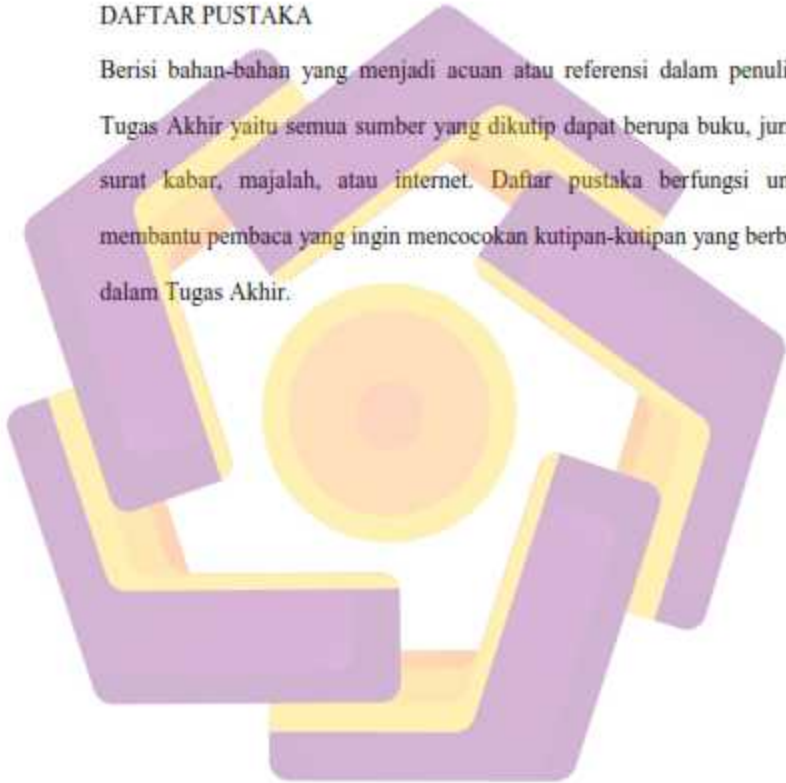 DAFTAR PUSTAKA
Berisi bahan-bahan yang menjadi acuan atau referensi dalam penuli
Tugas Akhir yaitu semua sumber yang dikutip dapat berupa buku, jur
surat kabar, majalah, atau internet. Daftar pustaka berfungsi un
membantu pembaca yang ingin mencocokan kutipan-kutipan yang berb
dalam Tugas Akhir.